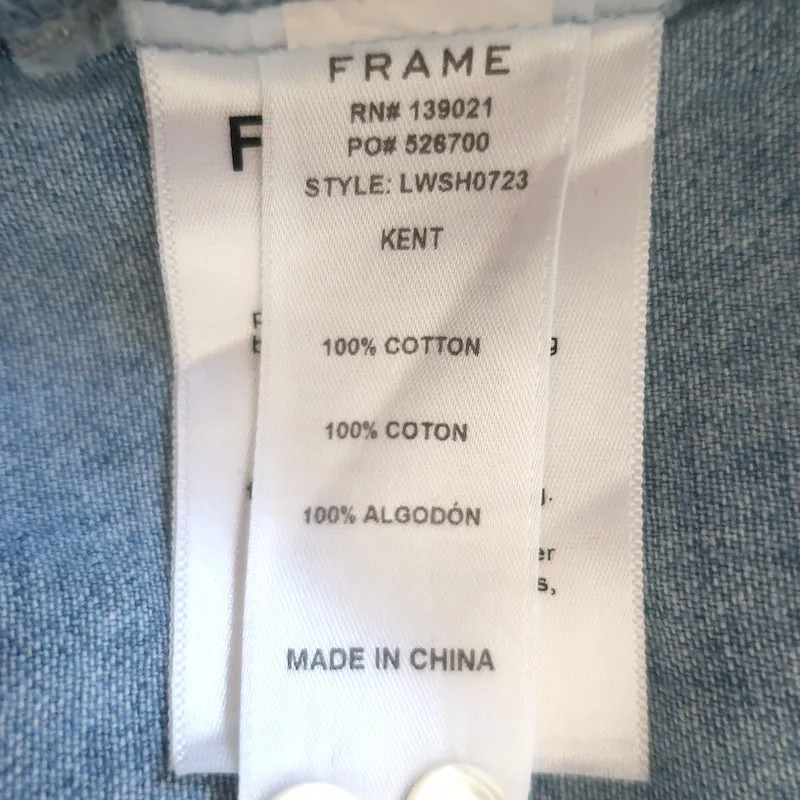 FRAME
RN# 139021
PO# 526700
STYLE: LWSH0723
KENT
100% COTTON
100% COTON
100% ALGODÓN
MADE IN CHINA